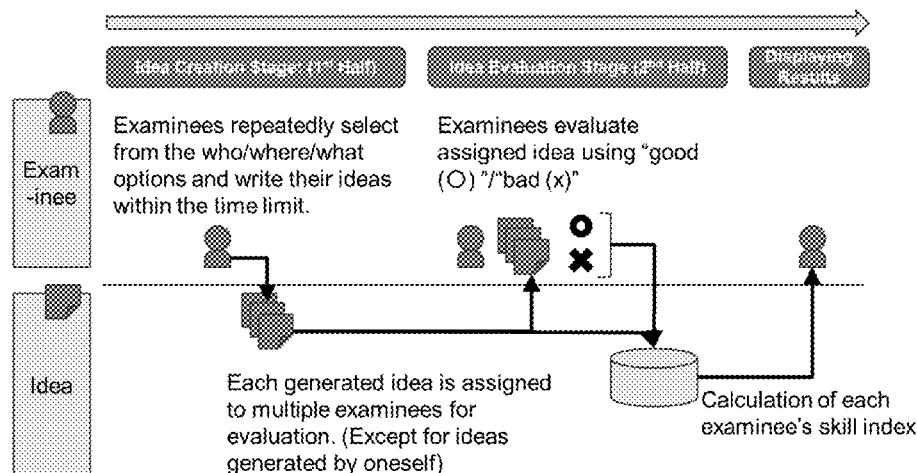 Idea Creation Stage (1st Half)
Idea Evaluation Stage (2nd Half)
Displaying
Results
Exam
-inee
Examinees repeatedly select
from the who/where/what
options and write their ideas
within the time limit.
Examinees evaluate
assigned idea using "good
(○) "/"bad (x)"
Idea
Each generated idea is assigned
to multiple examinees for
evaluation. (Except for ideas
generated by oneself)
Calculation of each
examinee's skill index